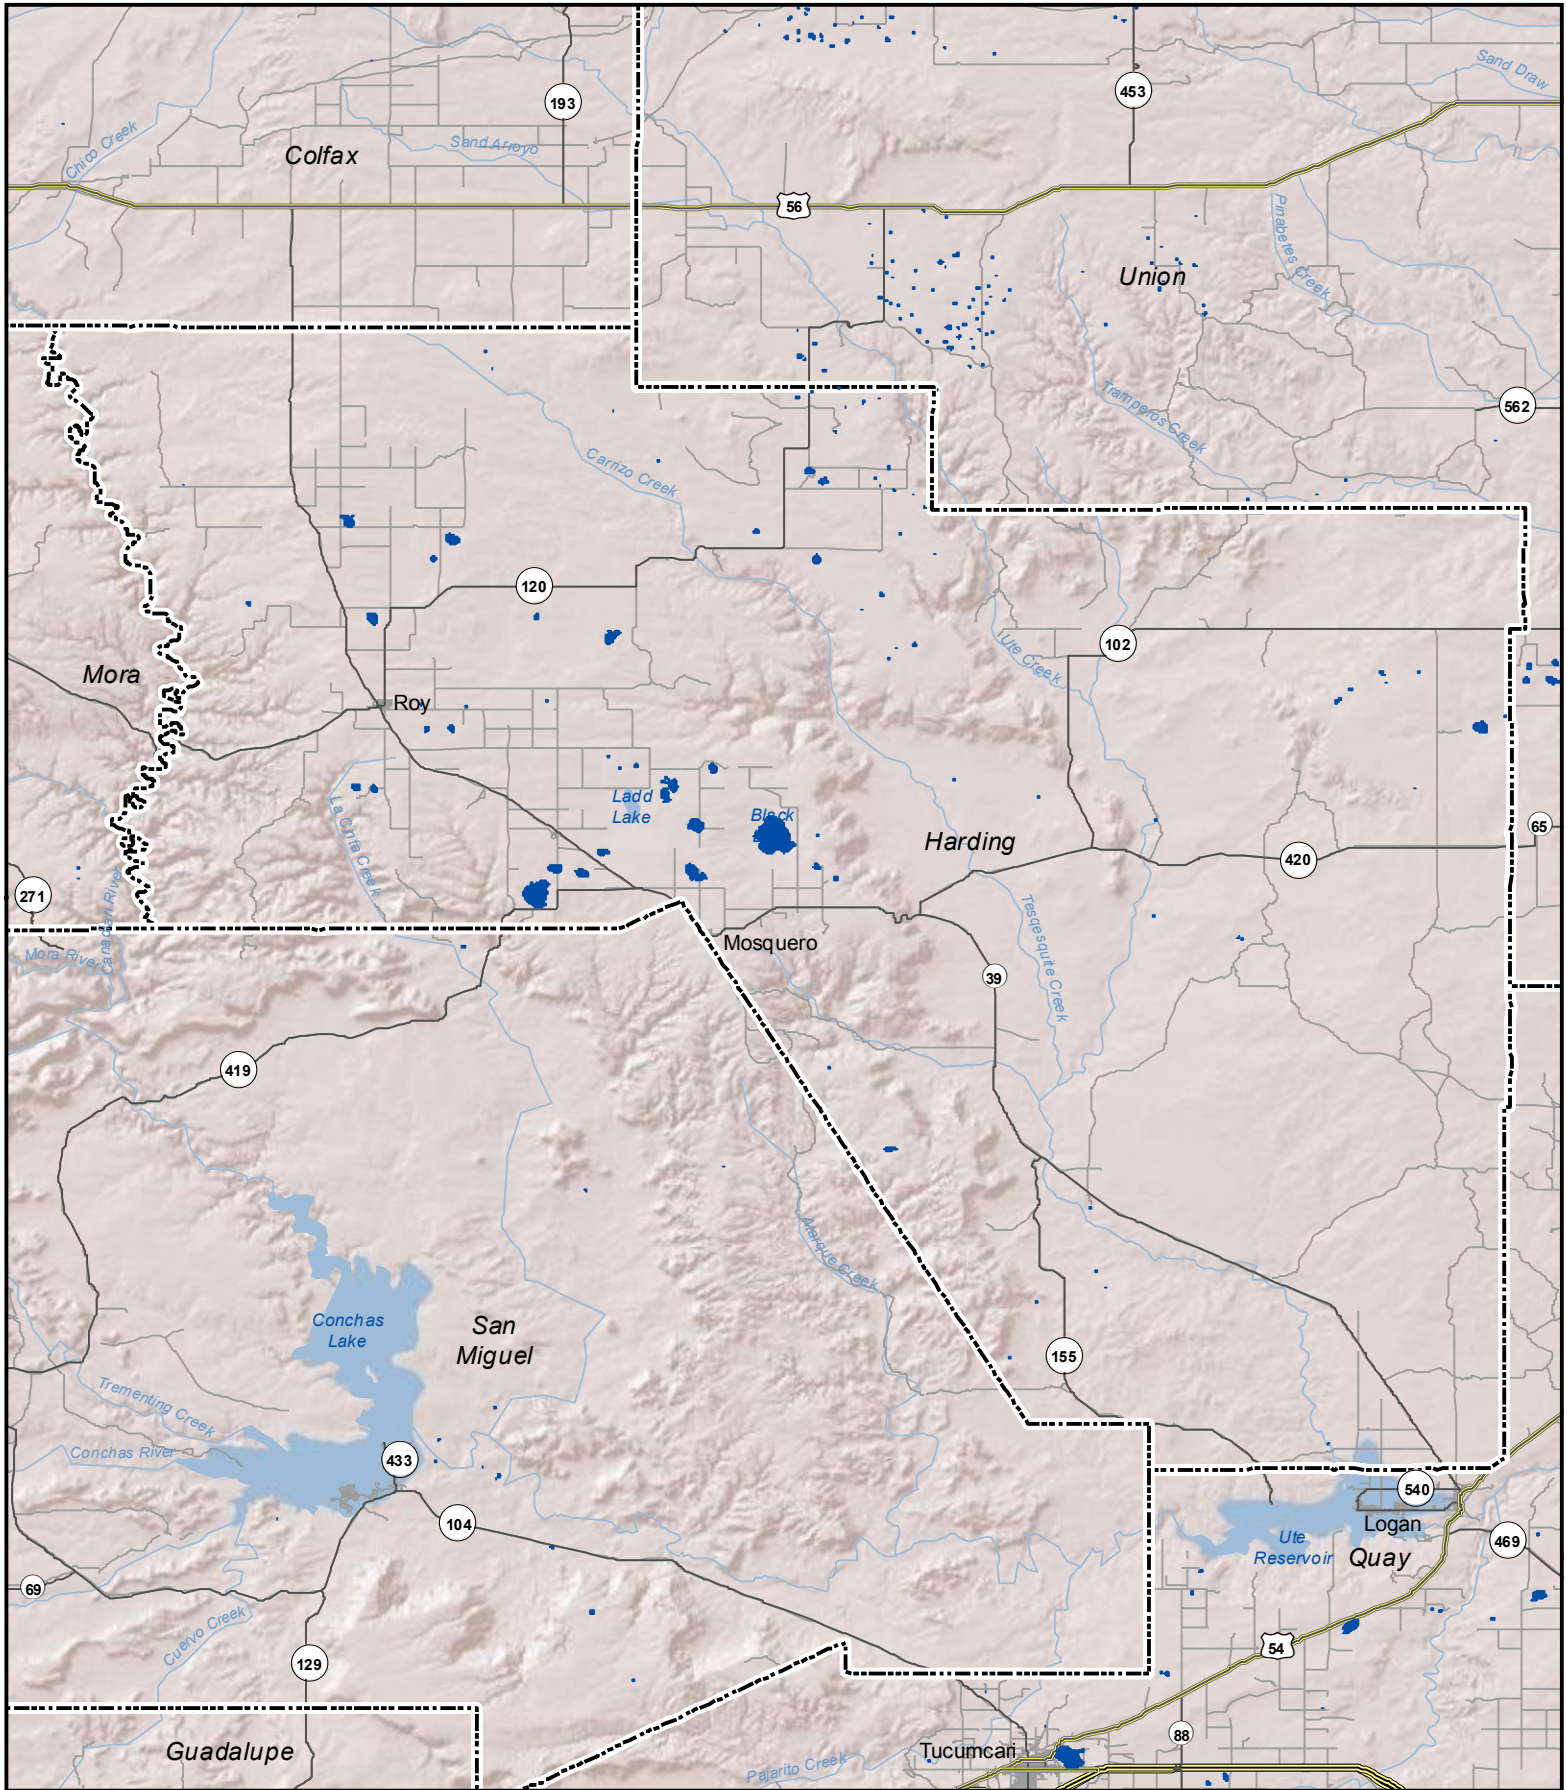 Sand Draw
453
193
Chico Creek
Sand Arroyo
Colfax
56
Pinabetes Creek
Union
562
Tramperos Creek
Carrizo Creek
120
102
Ute Creek
Mora
Roy
Ladd
Lake
Black
La Cinta Creek
Harding
65
420
271
Canadian River
Tesqesquite Creek
Mosquero
Mora River
39
419
Atarque Creek
Conchas
Lake
San
Miguel
155
Trementing Creek
Conchas River
433
540
104
Logan
Ute
Reservoir
Quay
469
69
Cuervo Creek
54
129
88
Guadalupe
Tucumcari
Pajarito Creek